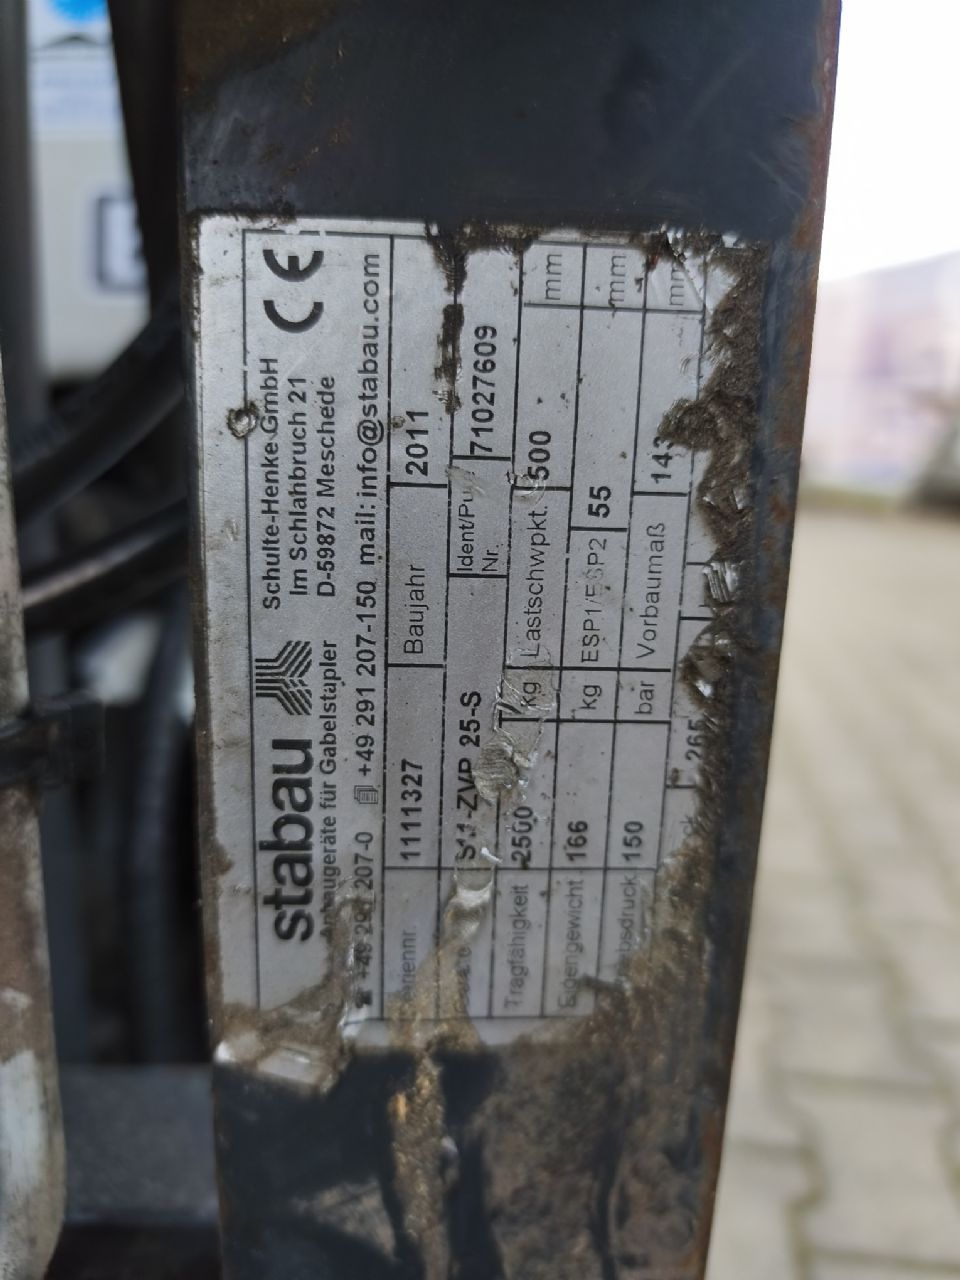 stabau
Schulte-Henke GmbH
Im Schlahbruch 21
D-59872 Meschede
CE
Anbaugeräte für Gabelstapler
+49 291 207-0 +49 291 207-150 mail: info@stabau.com
1111327 Baujahr 2011
25-S Ident/Pu Nr. 71027609
Tragfähigkeit 2500 kg Lastschwpkt. 500 mm
Eigengewicht 166 kg ESP1/ESP2 55 mm
150 bar Vorbaumaß 143 mm
265